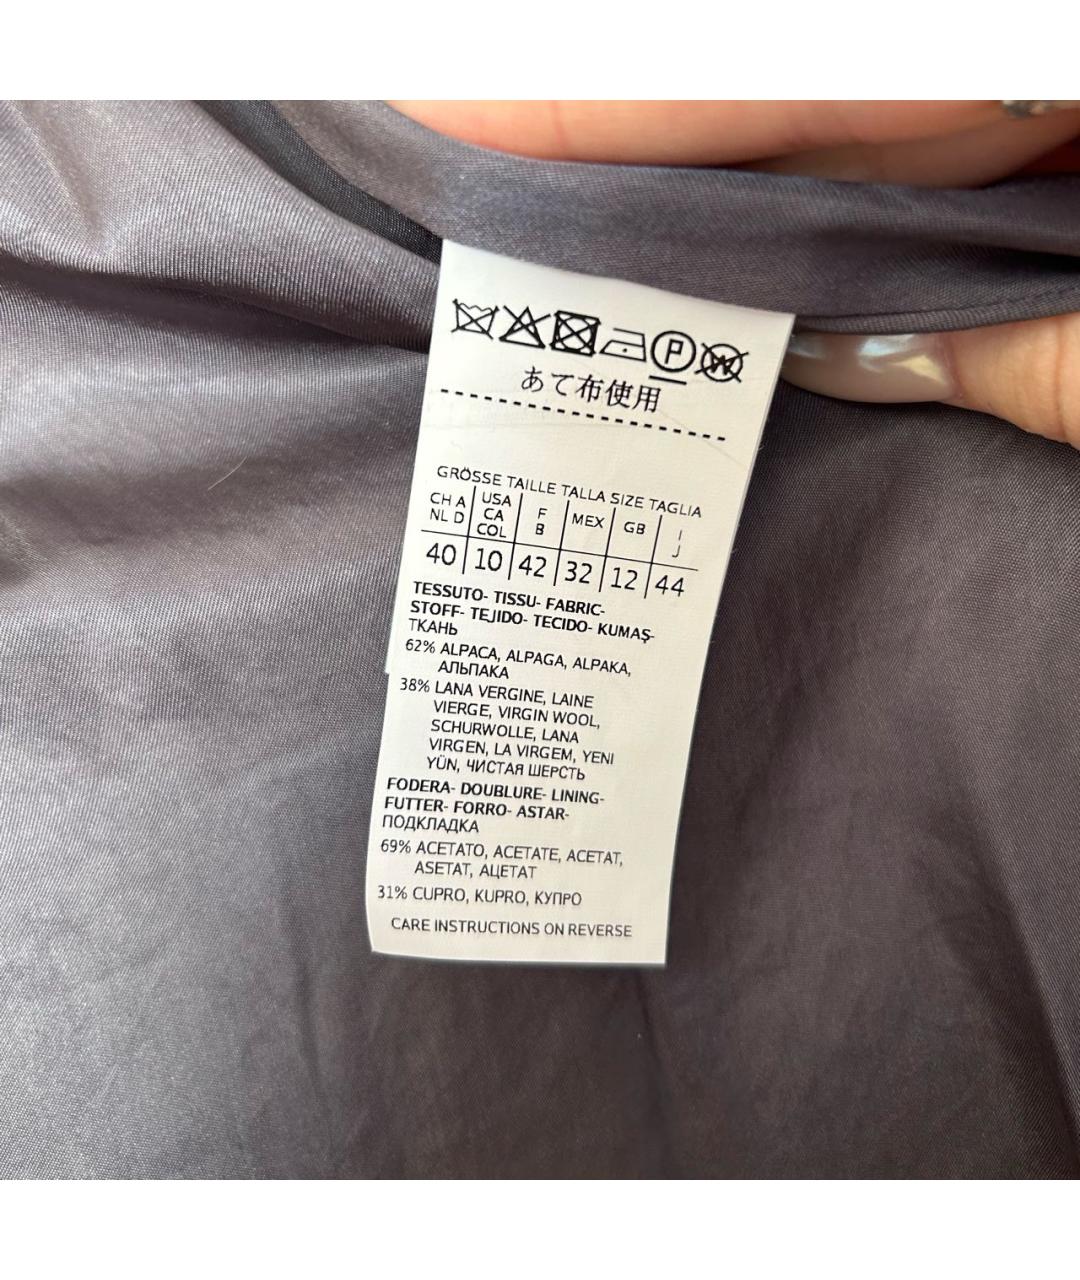 P W
あて布使用
GRÖSSE TAILLE TALLA SIZE TAGLIA
CH A USA F MEX GB I
NL D CA B J
COL
40 10 42 32 12 44
TESSUTO- TISSU- FABRIC-
STOFF- TEJIDO- TECIDO- KUMAŞ-
ТКАНЬ
62% ALPACA, ALPAGA, ALPAKA,
АЛЬПАКА
38% LANA VERGINE, LAINE
VIERGE, VIRGIN WOOL,
SCHURWOLLE, LANA
VIRGEN, LA VIRGEM, YENI
YÜN, ЧИСТАЯ ШЕРСТЬ
FODERA- DOUBLURE- LINING-
FUTTER- FORRO- ASTAR-
ПОДКЛАДКА
69% ACETATO, ACETATE, ACETAT,
ASETAT, АЦЕТАТ
31% CUPRO, KUPRO, КУПРО
CARE INSTRUCTIONS ON REVERSE